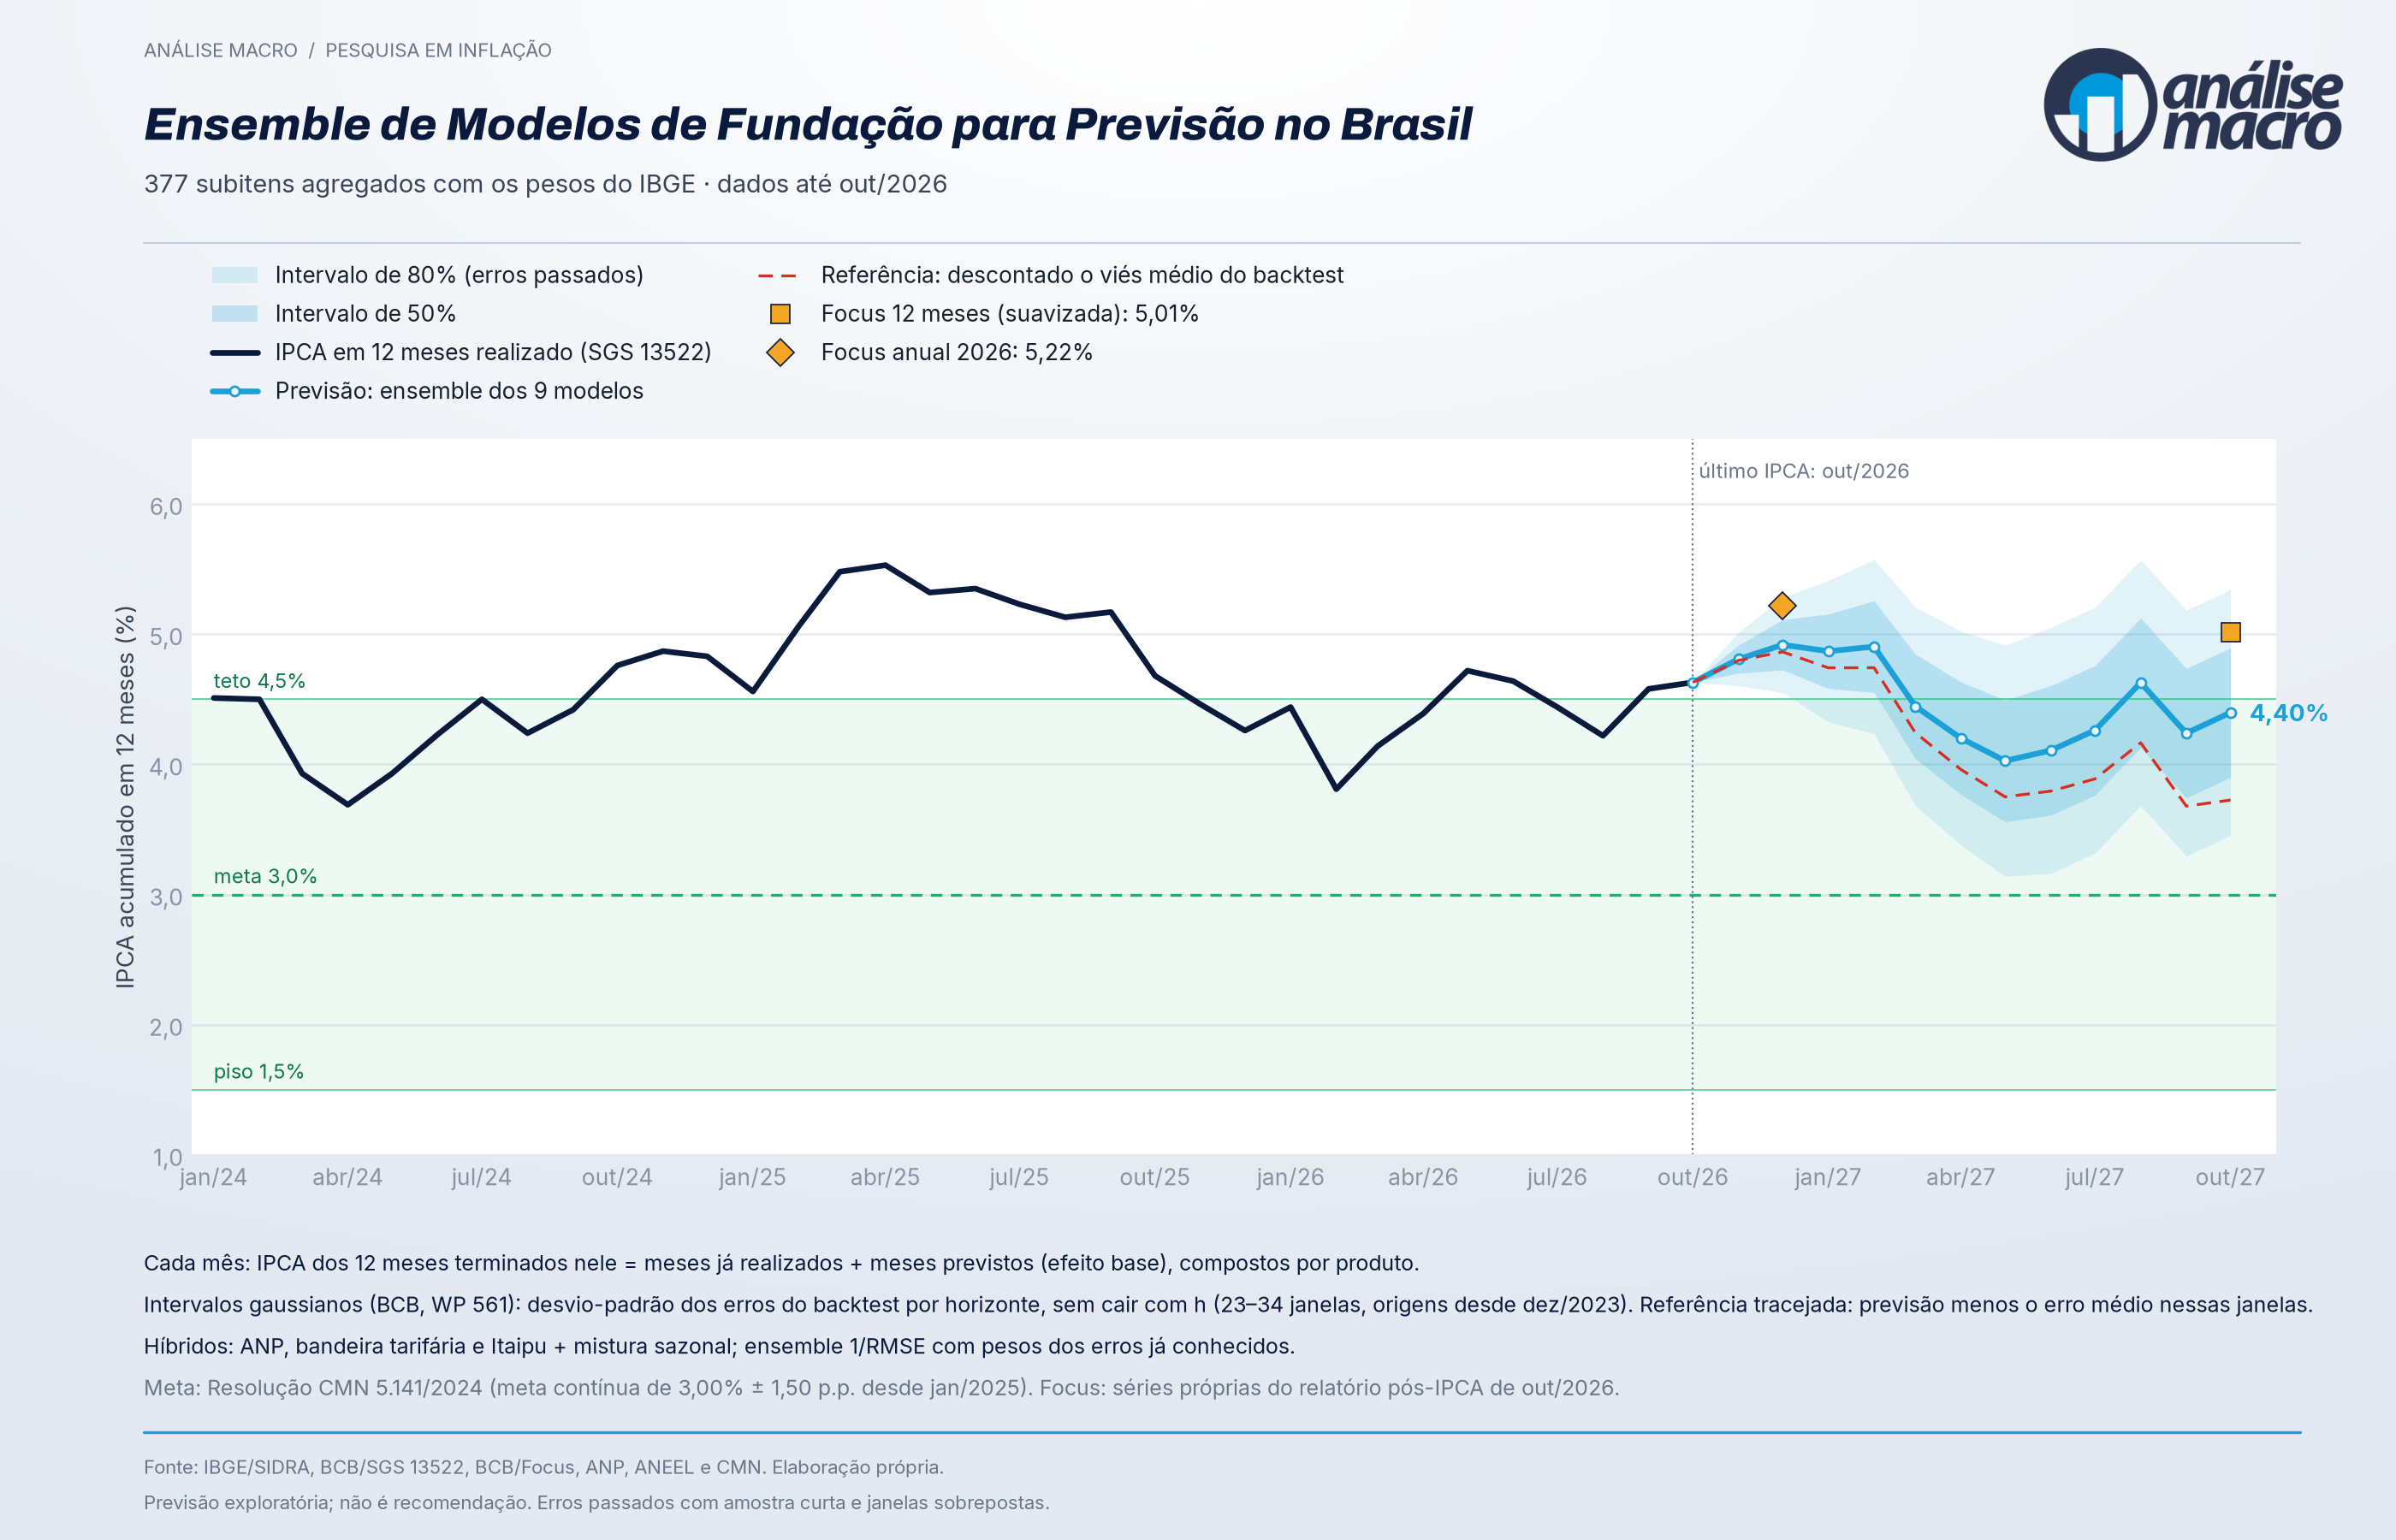 ANÁLISE MACRO / PESQUISA EM INFLAÇÃO
análise
macro
Ensemble de Modelos de Fundação para Previsão no Brasil
377 subitens agregados com os pesos do IBGE · dados até out/2026
Intervalo de 80% (erros passados)
Intervalo de 50%
IPCA em 12 meses realizado (SGS 13522)
Previsão: ensemble dos 9 modelos
Referência: descontado o viés médio do backtest
Focus 12 meses (suavizada): 5,01%
Focus anual 2026: 5,22%
último IPCA: out/2026
IPCA acumulado em 12 meses (%)
6,0
5,0
4,0
3,0
2,0
1,0
teto 4,5%
meta 3,0%
piso 1,5%
4,40%
jan/24 abr/24 jul/24 out/24 jan/25 abr/25 jul/25 out/25 jan/26 abr/26 jul/26 out/26 jan/27 abr/27 jul/27 out/27
Cada mês: IPCA dos 12 meses terminados nele = meses já realizados + meses previstos (efeito base), compostos por produto.
Intervalos gaussianos (BCB, WP 561): desvio-padrão dos erros do backtest por horizonte, sem cair com h (23–34 janelas, origens desde dez/2023). Referência tracejada: previsão menos o erro médio nessas janelas.
Híbridos: ANP, bandeira tarifária e Itaipu + mistura sazonal; ensemble 1/RMSE com pesos dos erros já conhecidos.
Meta: Resolução CMN 5.141/2024 (meta contínua de 3,00% ± 1,50 p.p. desde jan/2025). Focus: séries próprias do relatório pós-IPCA de out/2026.
Fonte: IBGE/SIDRA, BCB/SGS 13522, BCB/Focus, ANP, ANEEL e CMN. Elaboração própria.
Previsão exploratória; não é recomendação. Erros passados com amostra curta e janelas sobrepostas.